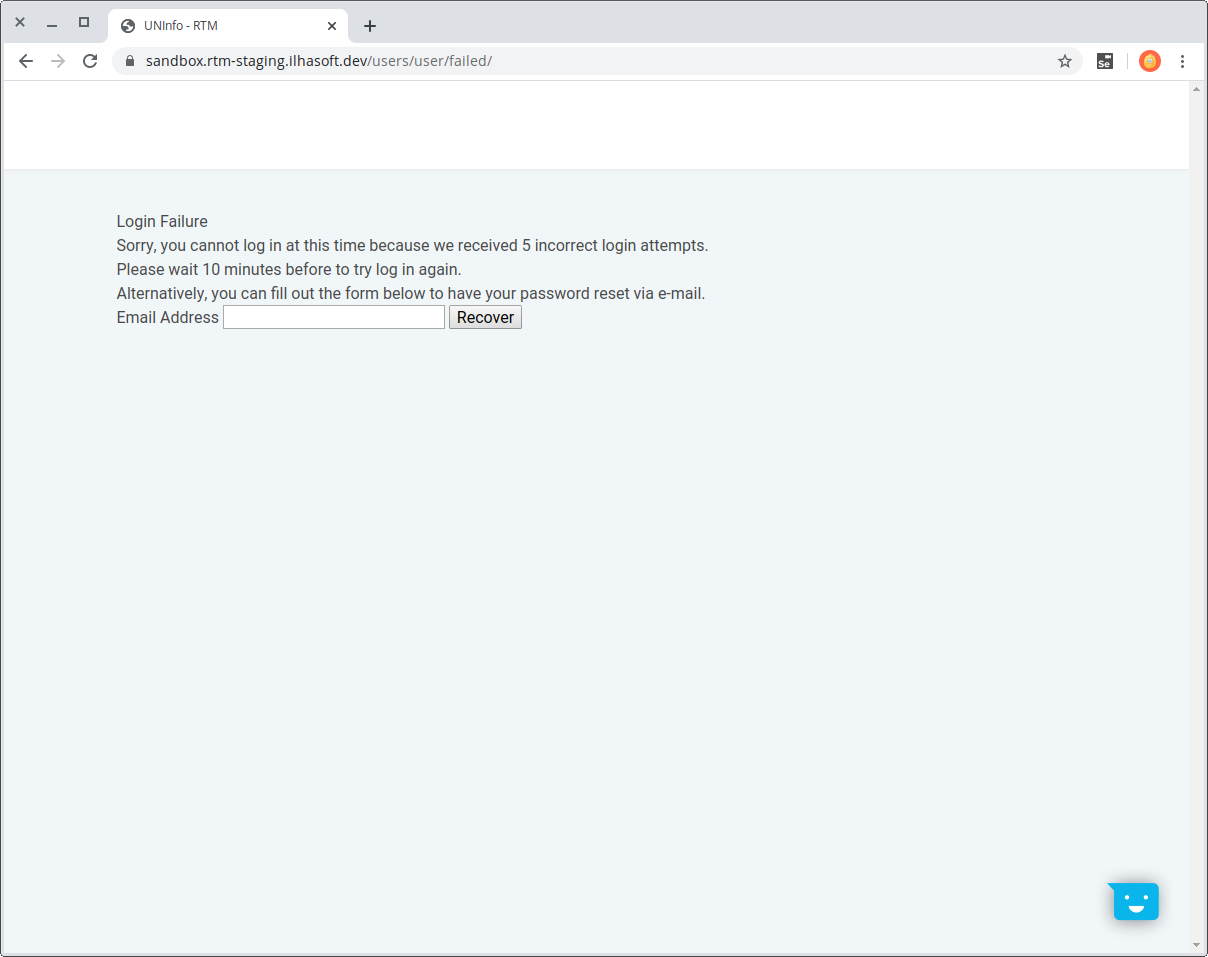 UNInfo - RTM
sandbox.rtm-staging.ilhasoft.dev/users/user/failed/
Se
Login Failure
Sorry, you cannot log in at this time because we received 5 incorrect login attempts.
Please wait 10 minutes before to try log in again.
Alternatively, you can fill out the form below to have your password reset via e-mail.
Email Address Recover